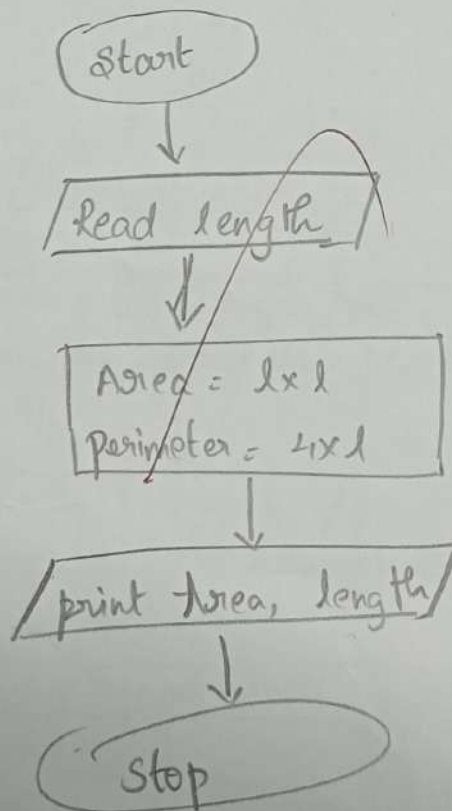 Start
Read length
Area = l x l
Perimeter = 4 x l
print Area, length
Stop